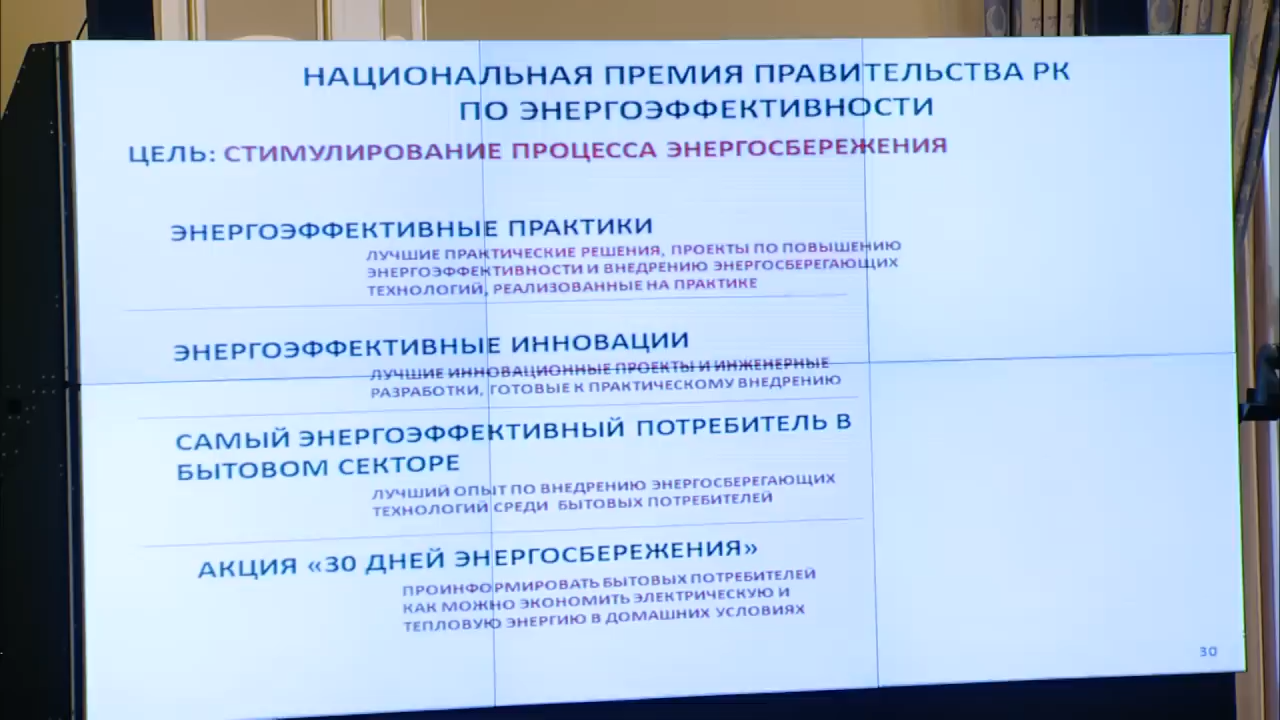 НАЦИОНАЛЬНАЯ ПРЕМИЯ ПРАВИТЕЛЬСТВА РК
ПО ЭНЕРГОЭФФЕКТИВНОСТИ
ЦЕЛЬ: СТИМУЛИРОВАНИЕ ПРОЦЕССА ЭНЕРГОСБЕРЕЖЕНИЯ
ЭНЕРГОЭФФЕКТИВНЫЕ ПРАКТИКИ
ЛУЧШИЕ ПРАКТИЧЕСКИЕ РЕШЕНИЯ, ПРОЕКТЫ ПО ПОВЫШЕНИЮ
ЭНЕРГОЭФФЕКТИВНОСТИ И ВНЕДРЕНИЮ ЭНЕРГОСБЕРЕГАЮЩИХ
ТЕХНОЛОГИЙ, РЕАЛИЗОВАННЫЕ НА ПРАКТИКЕ
ЭНЕРГОЭФФЕКТИВНЫЕ ИННОВАЦИИ
ЛУЧШИЕ ИННОВАЦИОННЫЕ ПРОЕКТЫ И ИНЖЕНЕРНЫЕ
РАЗРАБОТКИ, ГОТОВЫЕ К ПРАКТИЧЕСКОМУ ВНЕДРЕНИЮ
САМЫЙ ЭНЕРГОЭФФЕКТИВНЫЙ ПОТРЕБИТЕЛЬ В
БЫТОВОМ СЕКТОРЕ
ЛУЧШИЙ ОПЫТ ПО ВНЕДРЕНИЮ ЭНЕРГОСБЕРЕГАЮЩИХ
ТЕХНОЛОГИЙ СРЕДИ БЫТОВЫХ ПОТРЕБИТЕЛЕЙ
АКЦИЯ «30 ДНЕЙ ЭНЕРГОСБЕРЕЖЕНИЯ»
ПРОИНФОРМИРОВАТЬ БЫТОВЫХ ПОТРЕБИТЕЛЕЙ
КАК МОЖНО ЭКОНОМИТЬ ЭЛЕКТРИЧЕСКУЮ И
ТЕПЛОВУЮ ЭНЕРГИЮ В ДОМАШНИХ УСЛОВИЯХ
30